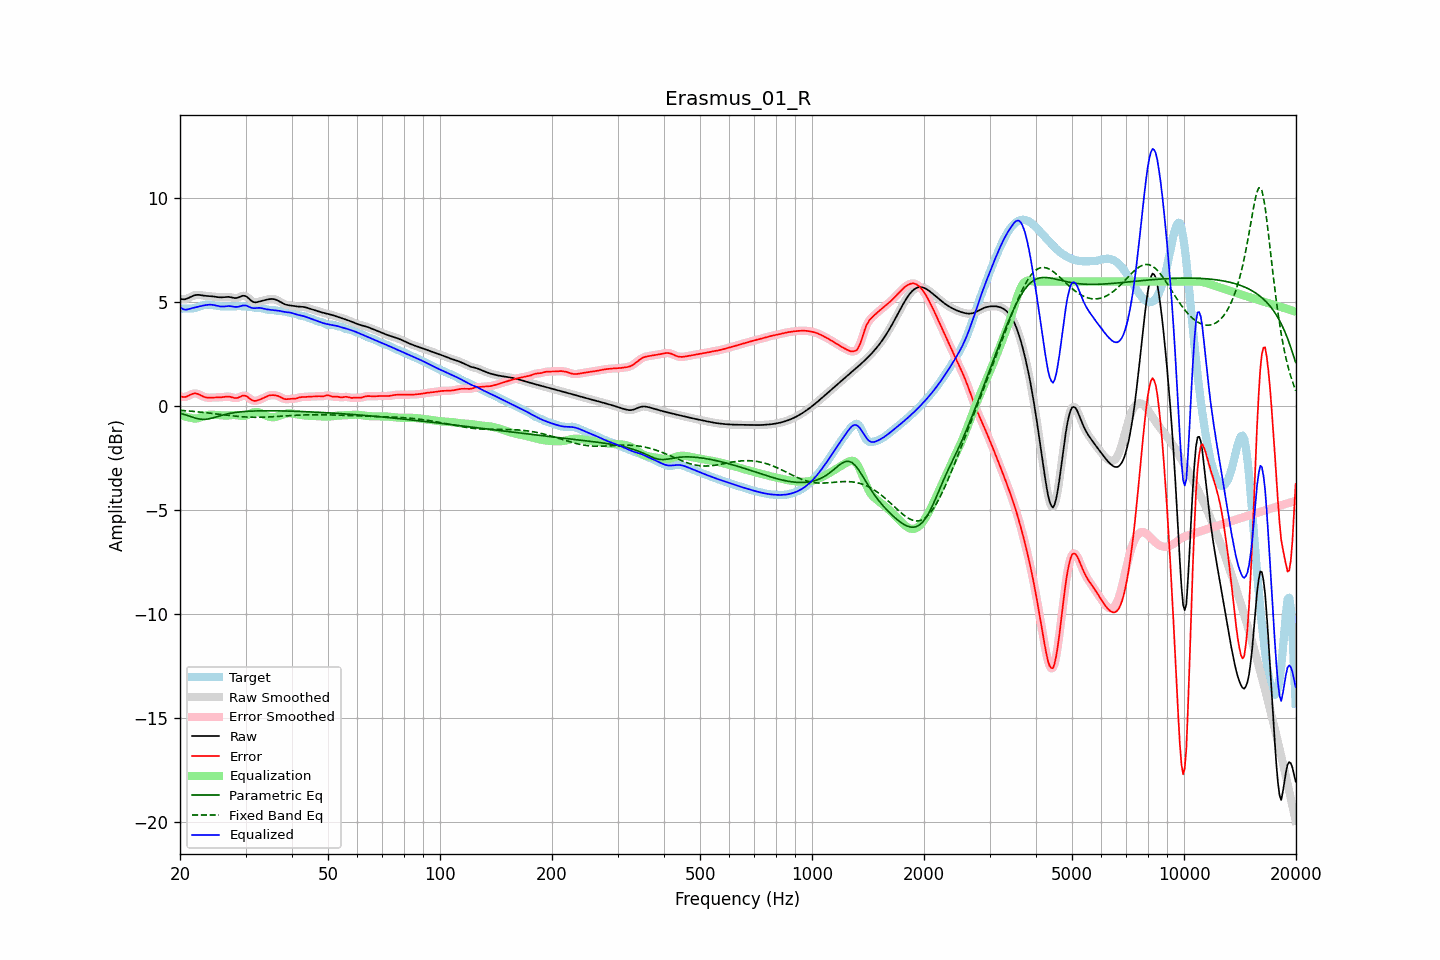 Erasmus_01_R
Amplitude (dBr)
10
5
0
−5
−10
−15
−20
Target
Raw Smoothed
Error Smoothed
Raw
Error
Equalization
Parametric Eq
Fixed Band Eq
Equalized
20 50 100 200 500 1000 2000 5000 10000 20000
Frequency (Hz)